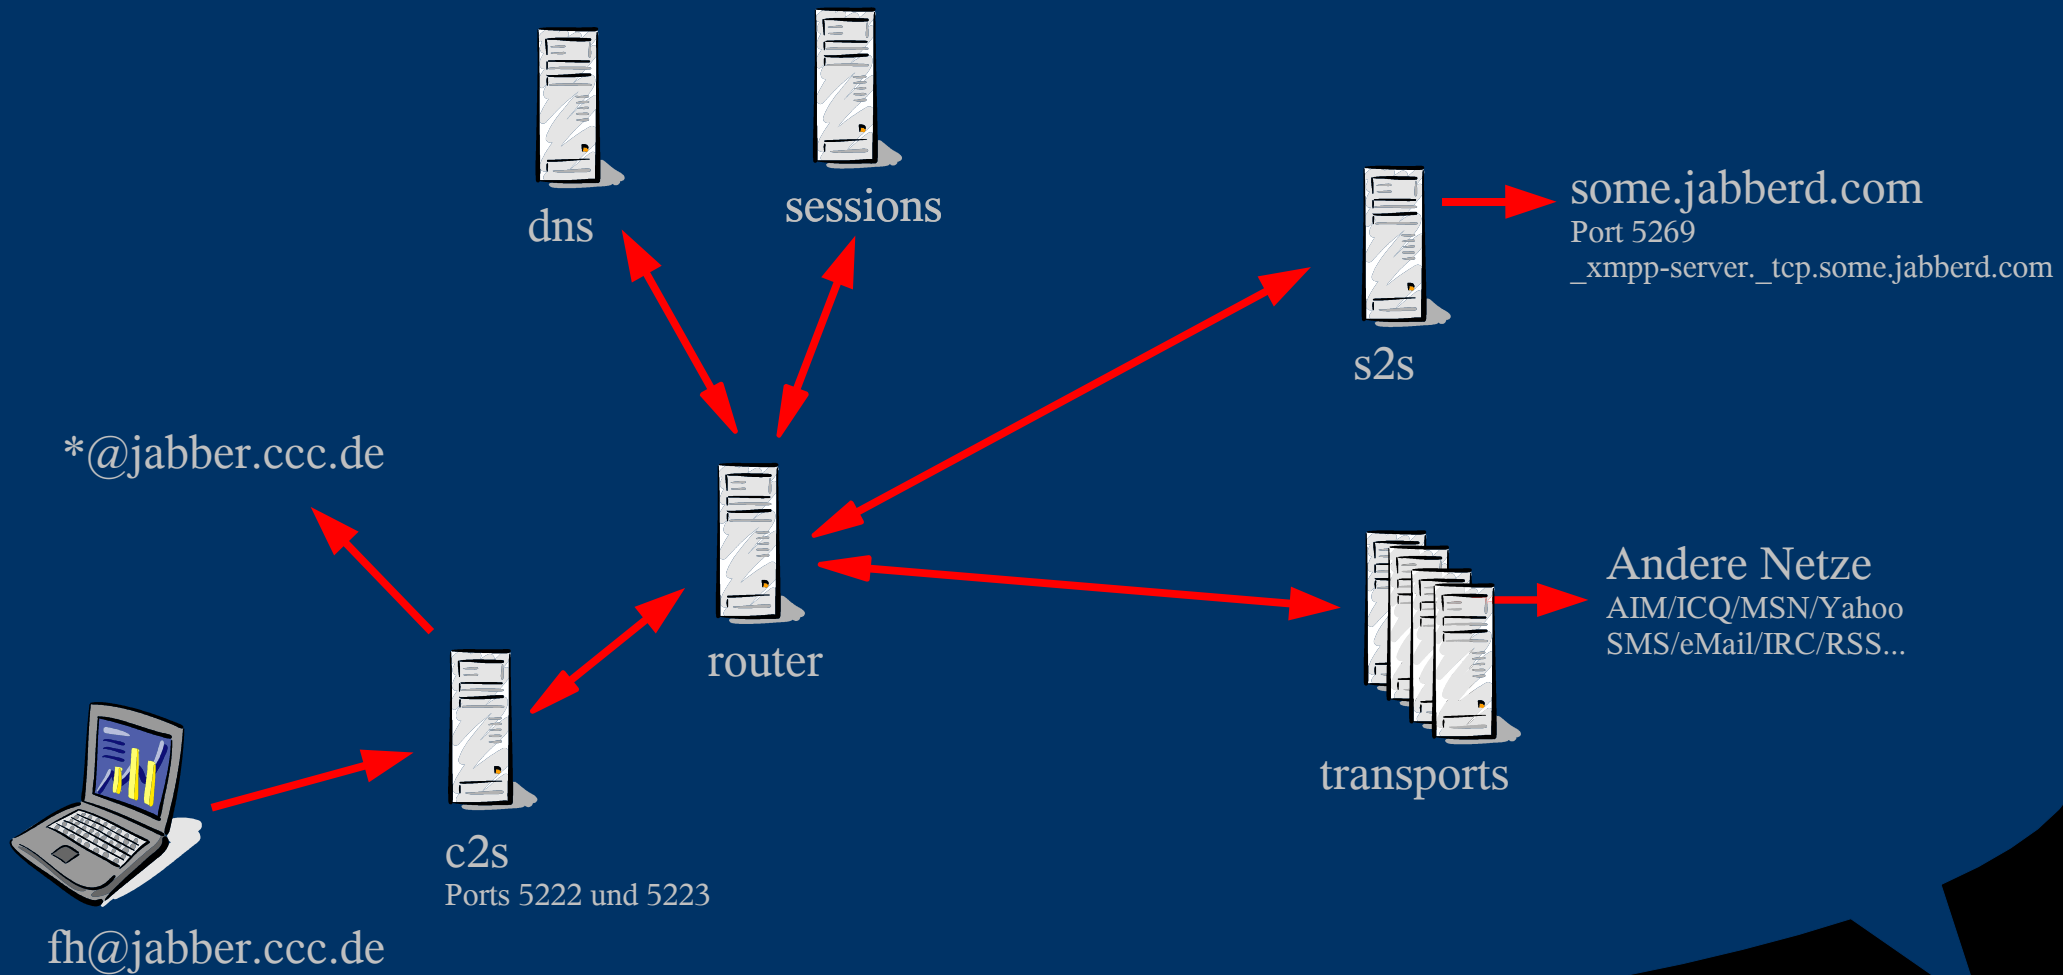 dns
sessions
some.jabberd.com
Port 5269
_xmpp-server._tcp.some.jabberd.com
s2s
*@jabber.ccc.de
router
Andere Netze
AIM/ICQ/MSN/Yahoo
SMS/eMail/IRC/RSS...
transports
c2s
Ports 5222 und 5223
fh@jabber.ccc.de